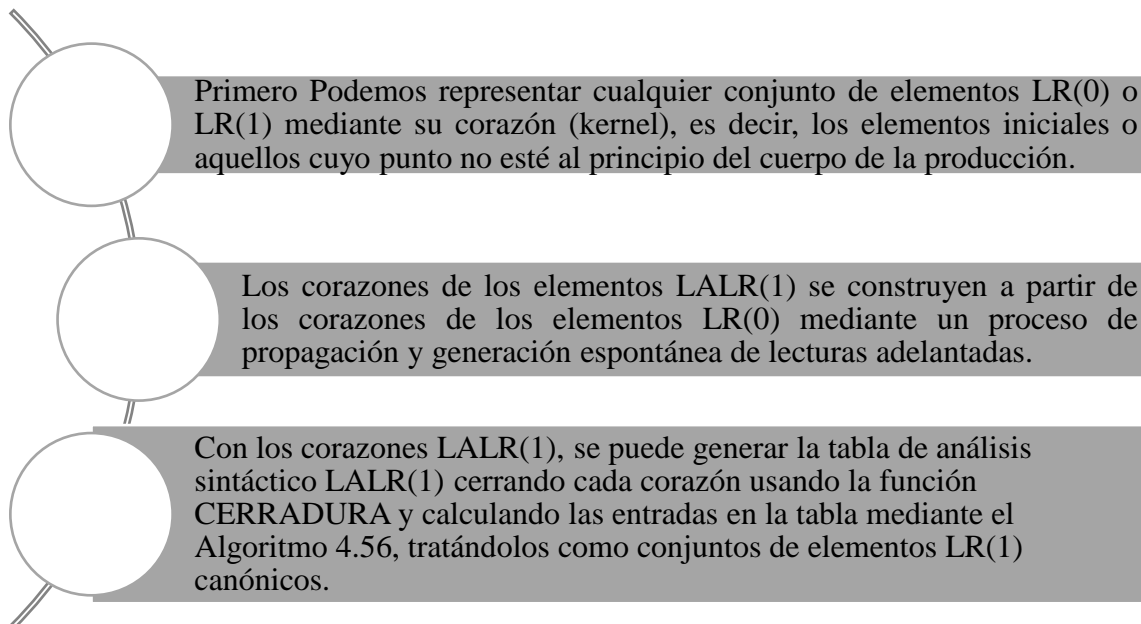 Primero Podemos representar cualquier conjunto de elementos LR(0) o
LR(1) mediante su corazón (kernel), es decir, los elementos iniciales o
aquellos cuyo punto no esté al principio del cuerpo de la producción.
Los corazones de los elementos LALR(1) se construyen a partir de
los corazones de los elementos LR(0) mediante un proceso de
propagación y generación espontánea de lecturas adelantadas.
Con los corazones LALR(1), se puede generar la tabla de análisis
sintáctico LALR(1) cerrando cada corazón usando la función
CERRADURA y calculando las entradas en la tabla mediante el
Algoritmo 4.56, tratándolos como conjuntos de elementos LR(1)
canónicos.